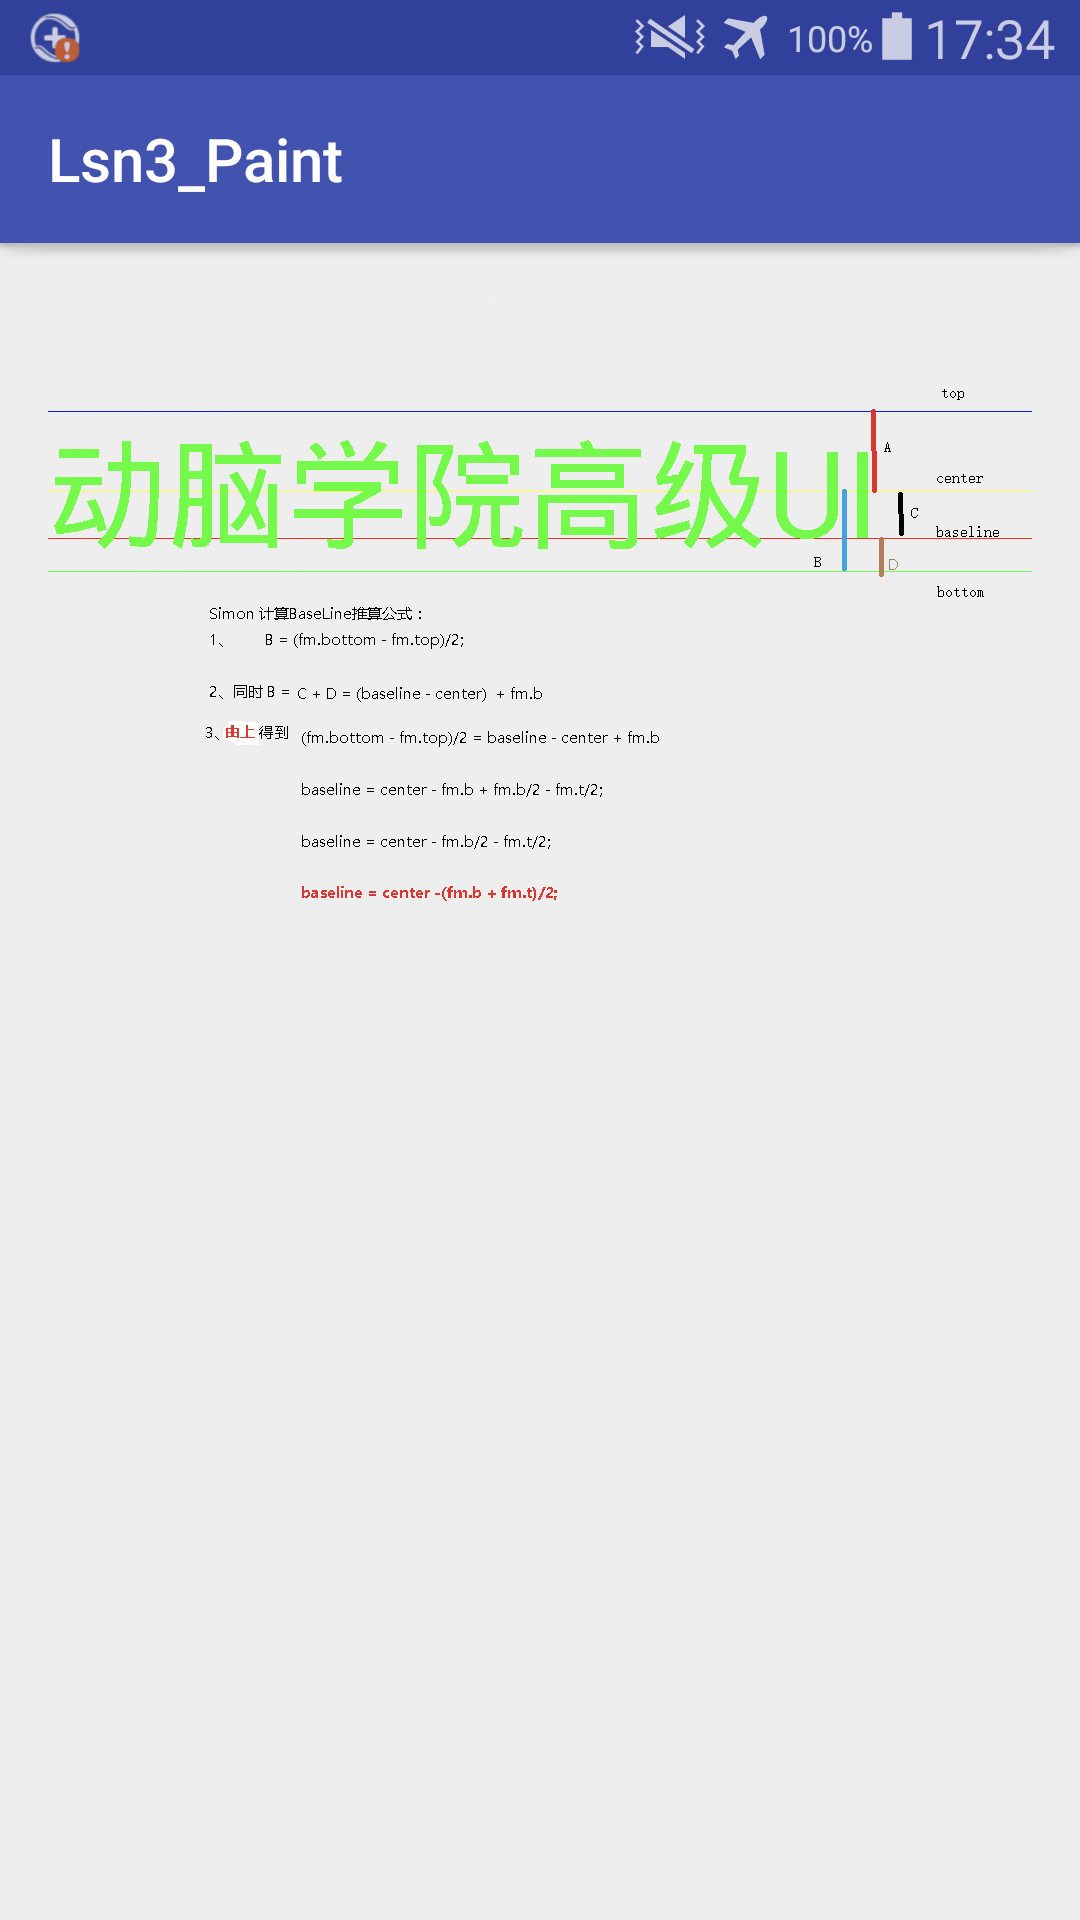 100% 17:34
Lsn3_Paint
top
动脑学院高级UI
A
center
C
baseline
B
D
bottom
Simon 计算BaseLine推算公式：
1、 B = (fm.bottom - fm.top)/2;
2、同时 B = C + D = (baseline - center) + fm.b
3、由上 得到 (fm.bottom - fm.top)/2 = baseline - center + fm.b
baseline = center - fm.b + fm.b/2 - fm.t/2;
baseline = center - fm.b/2 - fm.t/2;
baseline = center -(fm.b + fm.t)/2;